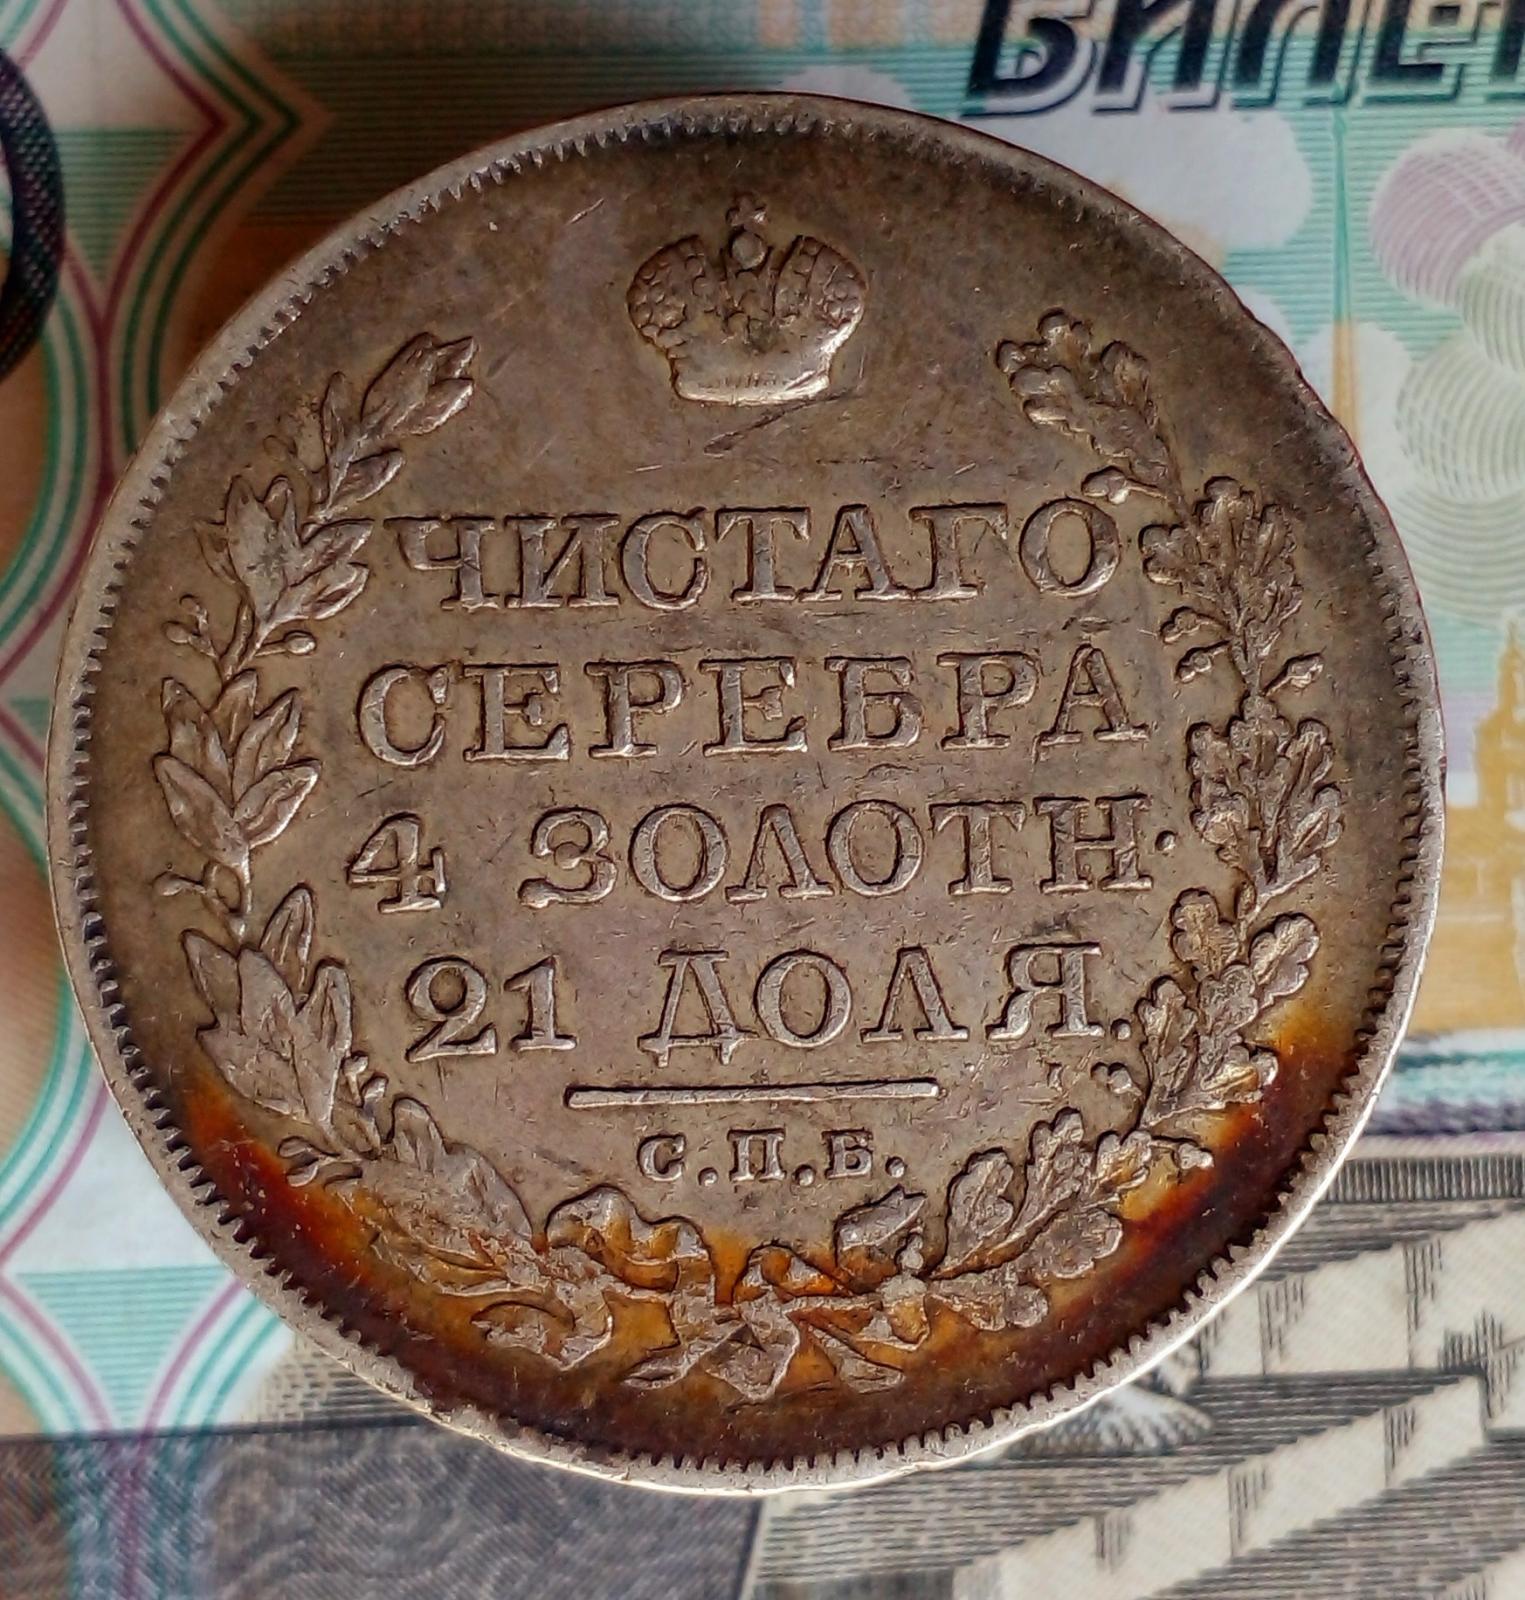 БИЛЕТ
ЧИСТАГО
СЕРЕБРА
4 ЗОЛОТН·
21 ДОЛЯ.
С.П.Б.